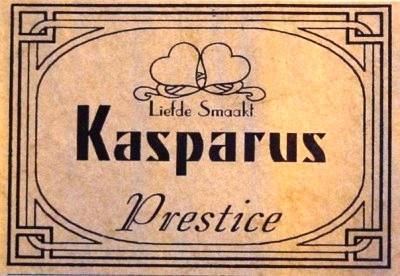 Liefde Smaakt
Kasparus
Prestice